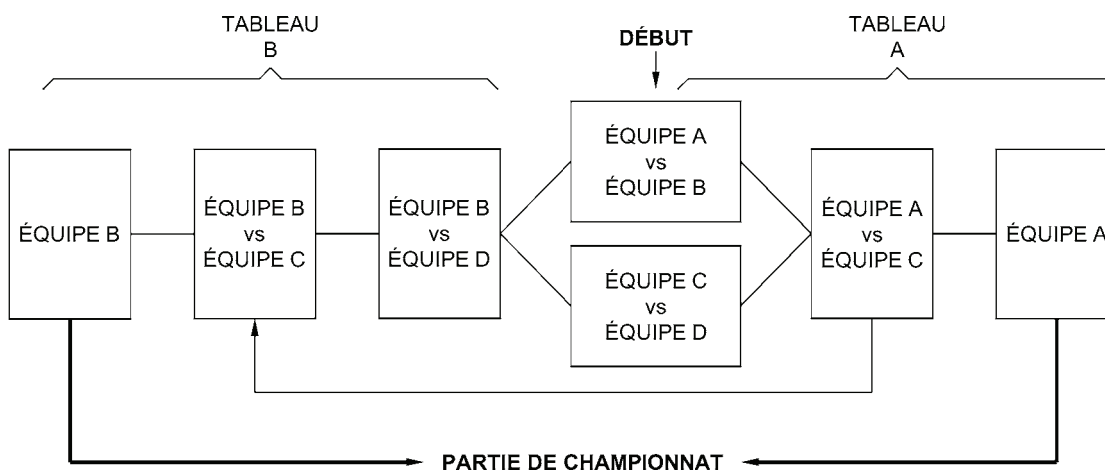 TABLEAU
B
DÉBUT
TABLEAU
A
ÉQUIPE B
ÉQUIPE B
vs
ÉQUIPE C
ÉQUIPE B
vs
ÉQUIPE D
ÉQUIPE A
vs
ÉQUIPE B
ÉQUIPE C
vs
ÉQUIPE D
ÉQUIPE A
vs
ÉQUIPE C
ÉQUIPE A
PARTIE DE CHAMPIONNAT